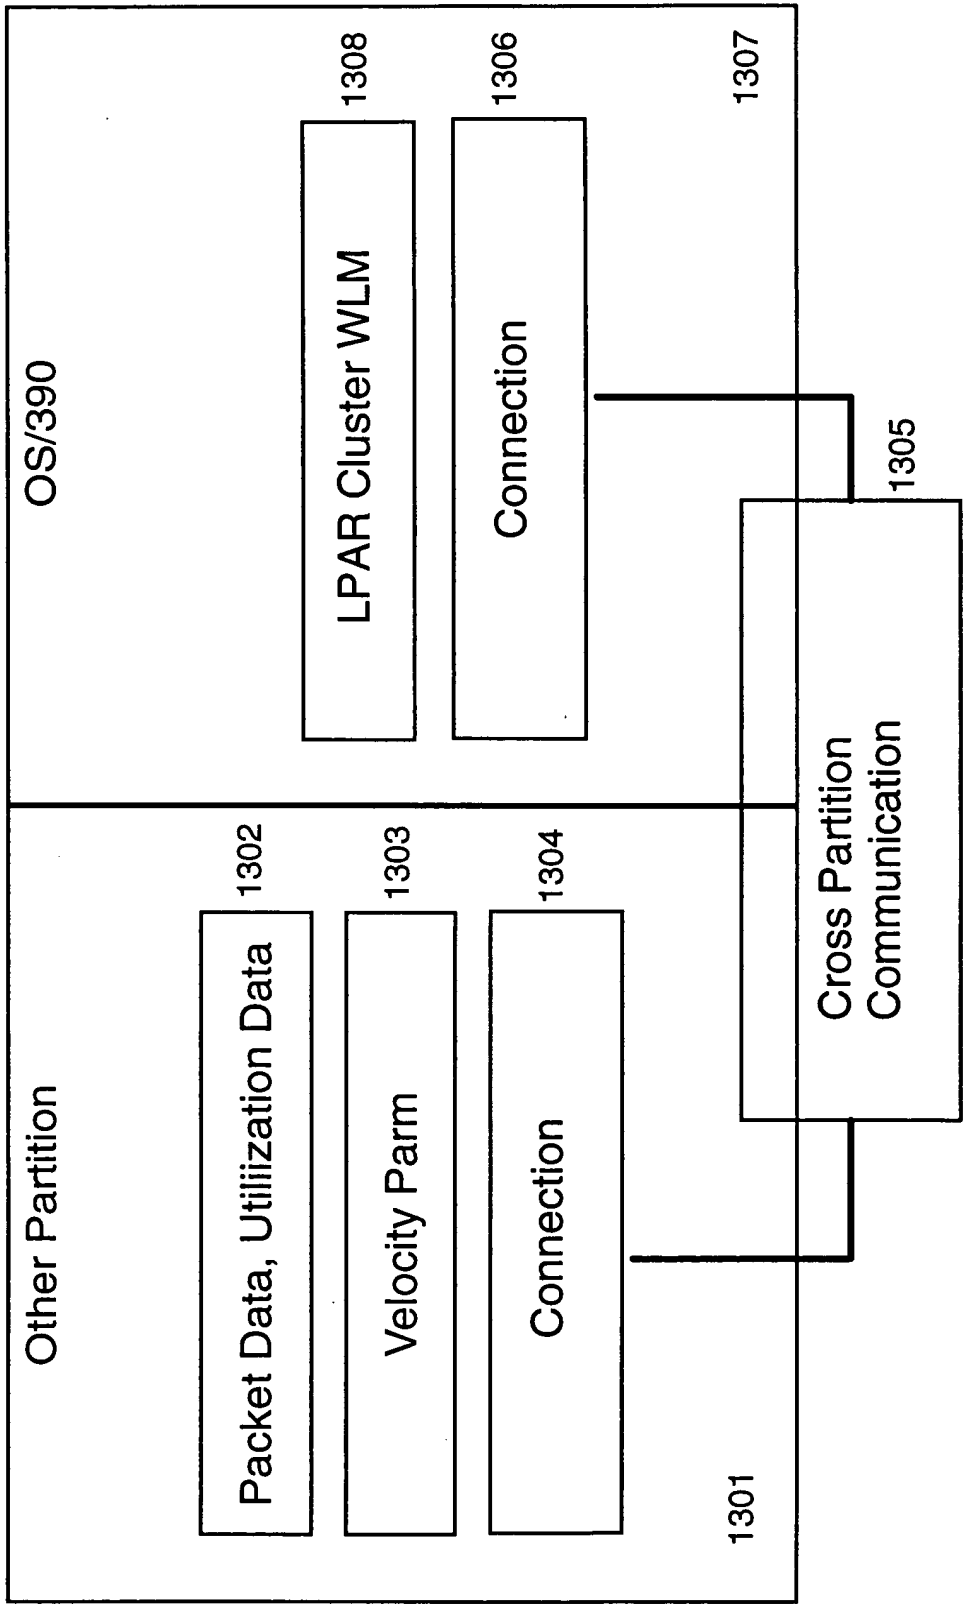 Other Partition
OS/390
Packet Data, Utiliization Data
1302
Velocity Parm
1303
Connection
1304
1301
LPAR Cluster WLM
1308
Connection
1306
1307
Cross Partition
Communication
1305